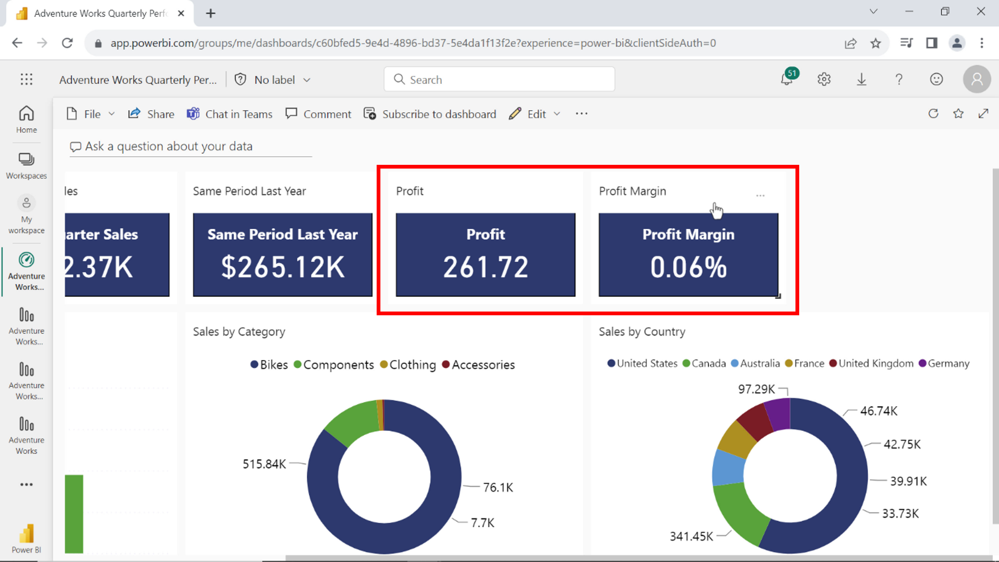 Adventure Works Quarterly Perfo
app.powerbi.com/groups/me/dashboards/c60bfed5-9e4d-4896-bd37-5e4da1f13f2e?experience=power-bi&clientSideAuth=0
Adventure Works Quarterly Per...
No label
Search
51
Home
Workspaces
My
workspace
Adventure
Works...
Adventure
Works...
Adventure
Works...
Adventure
Works
Power BI
File
Share
Chat in Teams
Comment
Subscribe to dashboard
Edit
Ask a question about your data
les
arter Sales
2.37K
Same Period Last Year
Same Period Last Year
$265.12K
Profit
Profit
261.72
Profit Margin
Profit Margin
0.06%
Sales by Category
Bikes Components Clothing Accessories
515.84K
76.1K
7.7K
Sales by Country
United States Canada Australia France United Kingdom Germany
97.29K
46.74K
42.75K
39.91K
33.73K
341.45K